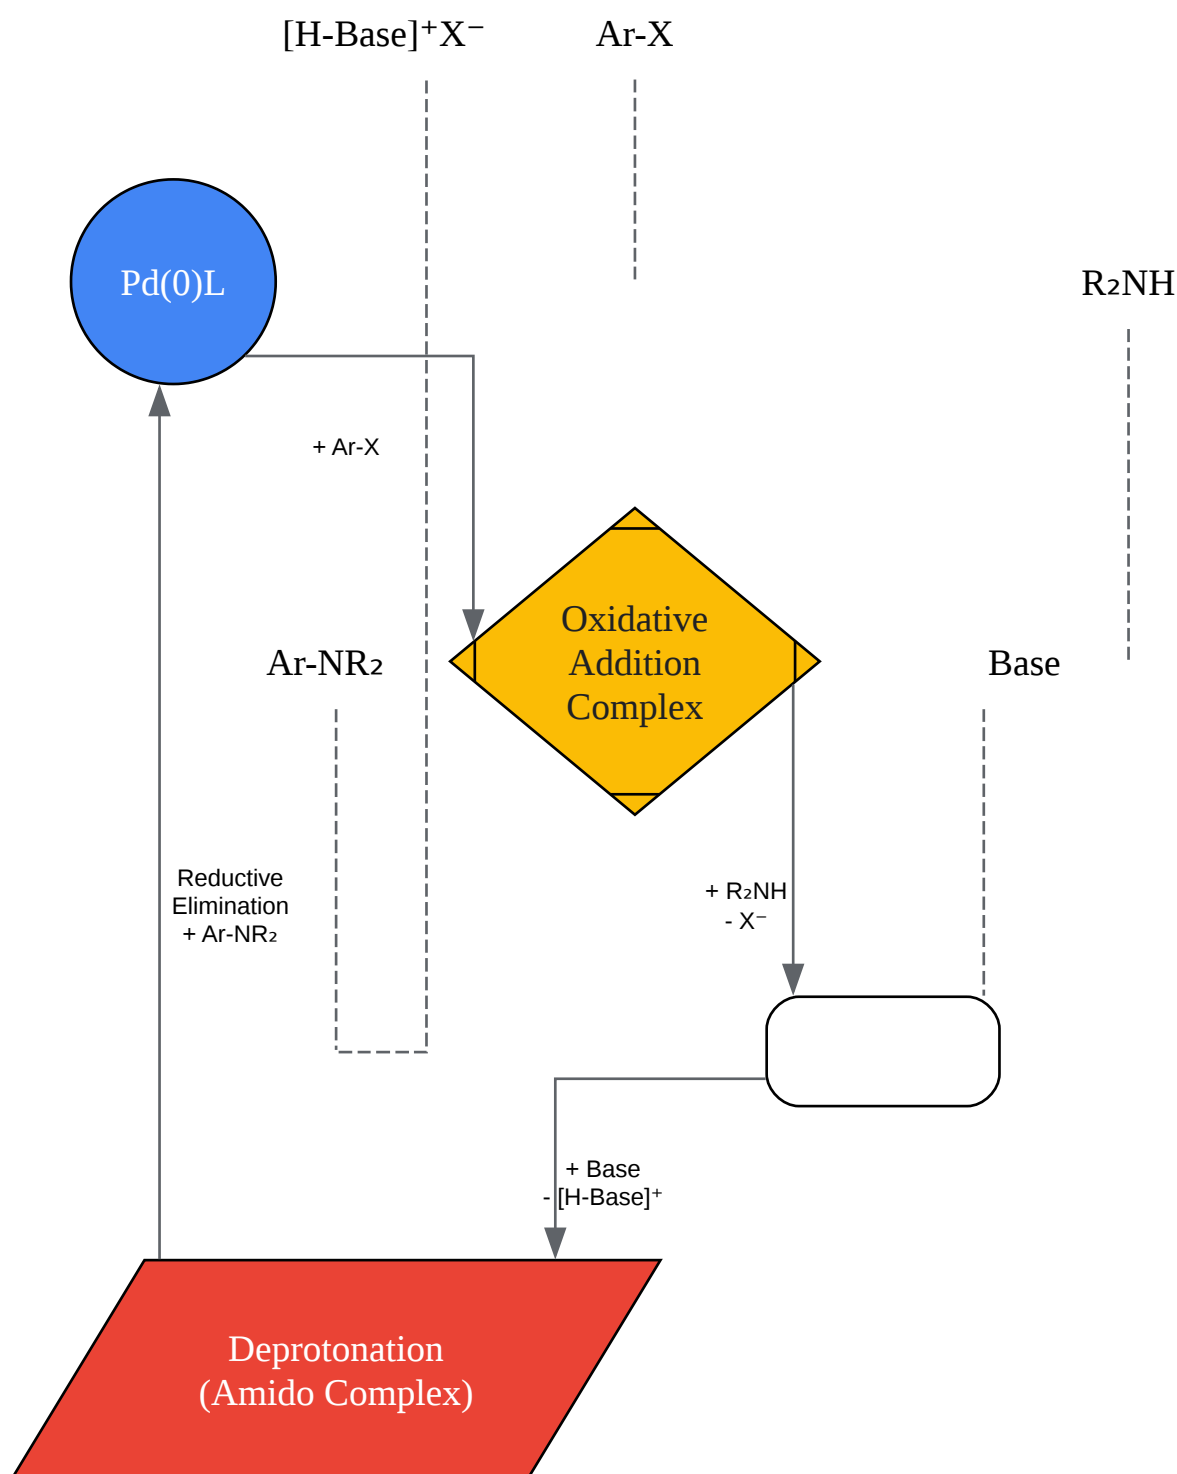 [H-Base]⁺X⁻
Ar-X
Pd(0)L
R₂NH
+ Ar-X
Oxidative
Addition
Complex
Ar-NR₂
Base
Reductive
Elimination
+ Ar-NR₂
+ R₂NH
- X⁻
+ Base
- [H-Base]⁺
Deprotonation
(Amido Complex)